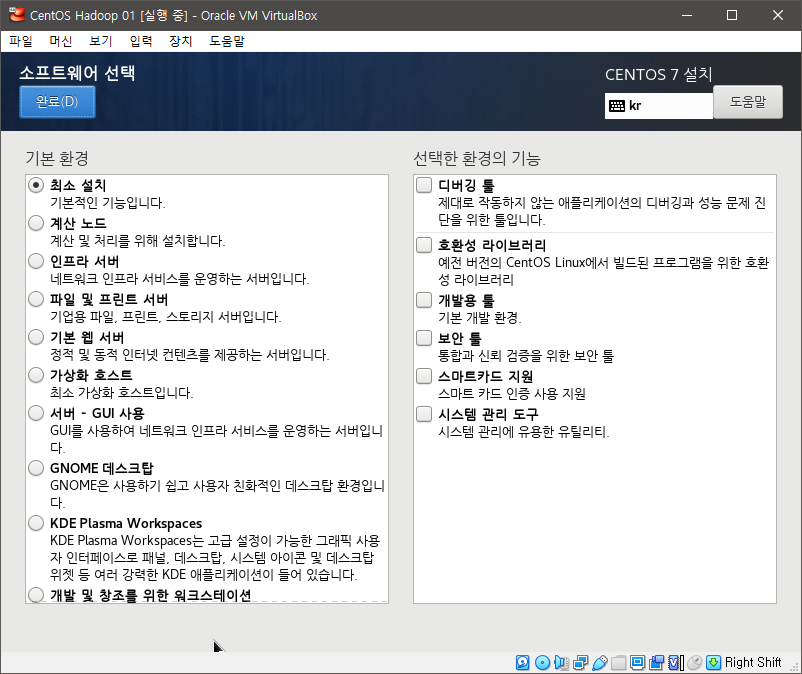 CentOS Hadoop 01 [실행 중] - Oracle VM VirtualBox
파일 머신 보기 입력 장치 도움말
소프트웨어 선택
완료(D)
CENTOS 7 설치
kr
도움말
기본 환경
최소 설치
기본적인 기능입니다.
계산 노드
계산 및 처리를 위해 설치합니다.
인프라 서버
네트워크 인프라 서비스를 운영하는 서버입니다.
파일 및 프린트 서버
기업용 파일, 프린트, 스토리지 서버입니다.
기본 웹 서버
정적 및 동적 인터넷 컨텐츠를 제공하는 서버입니다.
가상화 호스트
최소 가상화 호스트입니다.
서버 - GUI 사용
GUI를 사용하여 네트워크 인프라 서비스를 운영하는 서버입니
다.
GNOME 데스크탑
GNOME은 사용하기 쉽고 사용자 친화적인 데스크탑 환경입니
다.
KDE Plasma Workspaces
KDE Plasma Workspaces는 고급 설정이 가능한 그래픽 사용
자 인터페이스로 패널, 데스크탑, 시스템 아이콘 및 데스크탑
위젯 등 여러 강력한 KDE 애플리케이션이 들어 있습니다.
개발 및 창조를 위한 워크스테이션
선택한 환경의 기능
디버깅 툴
제대로 작동하지 않는 애플리케이션의 디버깅과 성능 문제 진
단을 위한 툴입니다.
호환성 라이브러리
예전 버전의 CentOS Linux에서 빌드된 프로그램을 위한 호환
성 라이브러리
개발용 툴
기본 개발 환경.
보안 툴
통합과 신뢰 검증을 위한 보안 툴
스마트카드 지원
스마트 카드 인증 사용 지원
시스템 관리 도구
시스템 관리에 유용한 유틸리티.
Right Shift